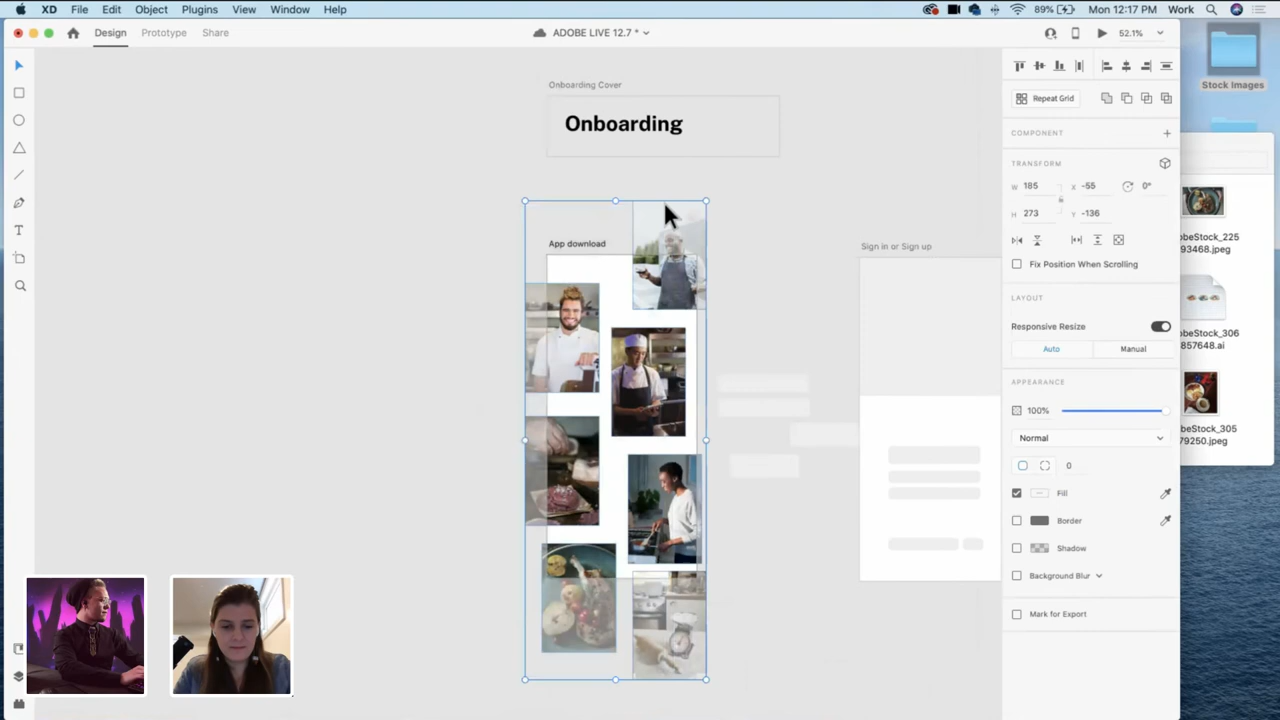 XD File Edit Object Plugins View Window Help
89% Mon 12:17 PM Work
Design Prototype Share
ADOBE LIVE 12.7 *
52.1%
Stock Images
Onboarding Cover
Onboarding
App download
Sign in or Sign up
Repeat Grid
COMPONENT
TRANSFORM
W 185 X -55 0°
H 273 Y -136
Fix Position When Scrolling
LAYOUT
Responsive Resize
Auto Manual
APPEARANCE
100%
Normal
0
Fill
Border
Shadow
Background Blur
Mark for Export
obeStock_225
93468.jpeg
obeStock_306
857648.ai
obeStock_305
79250.jpeg